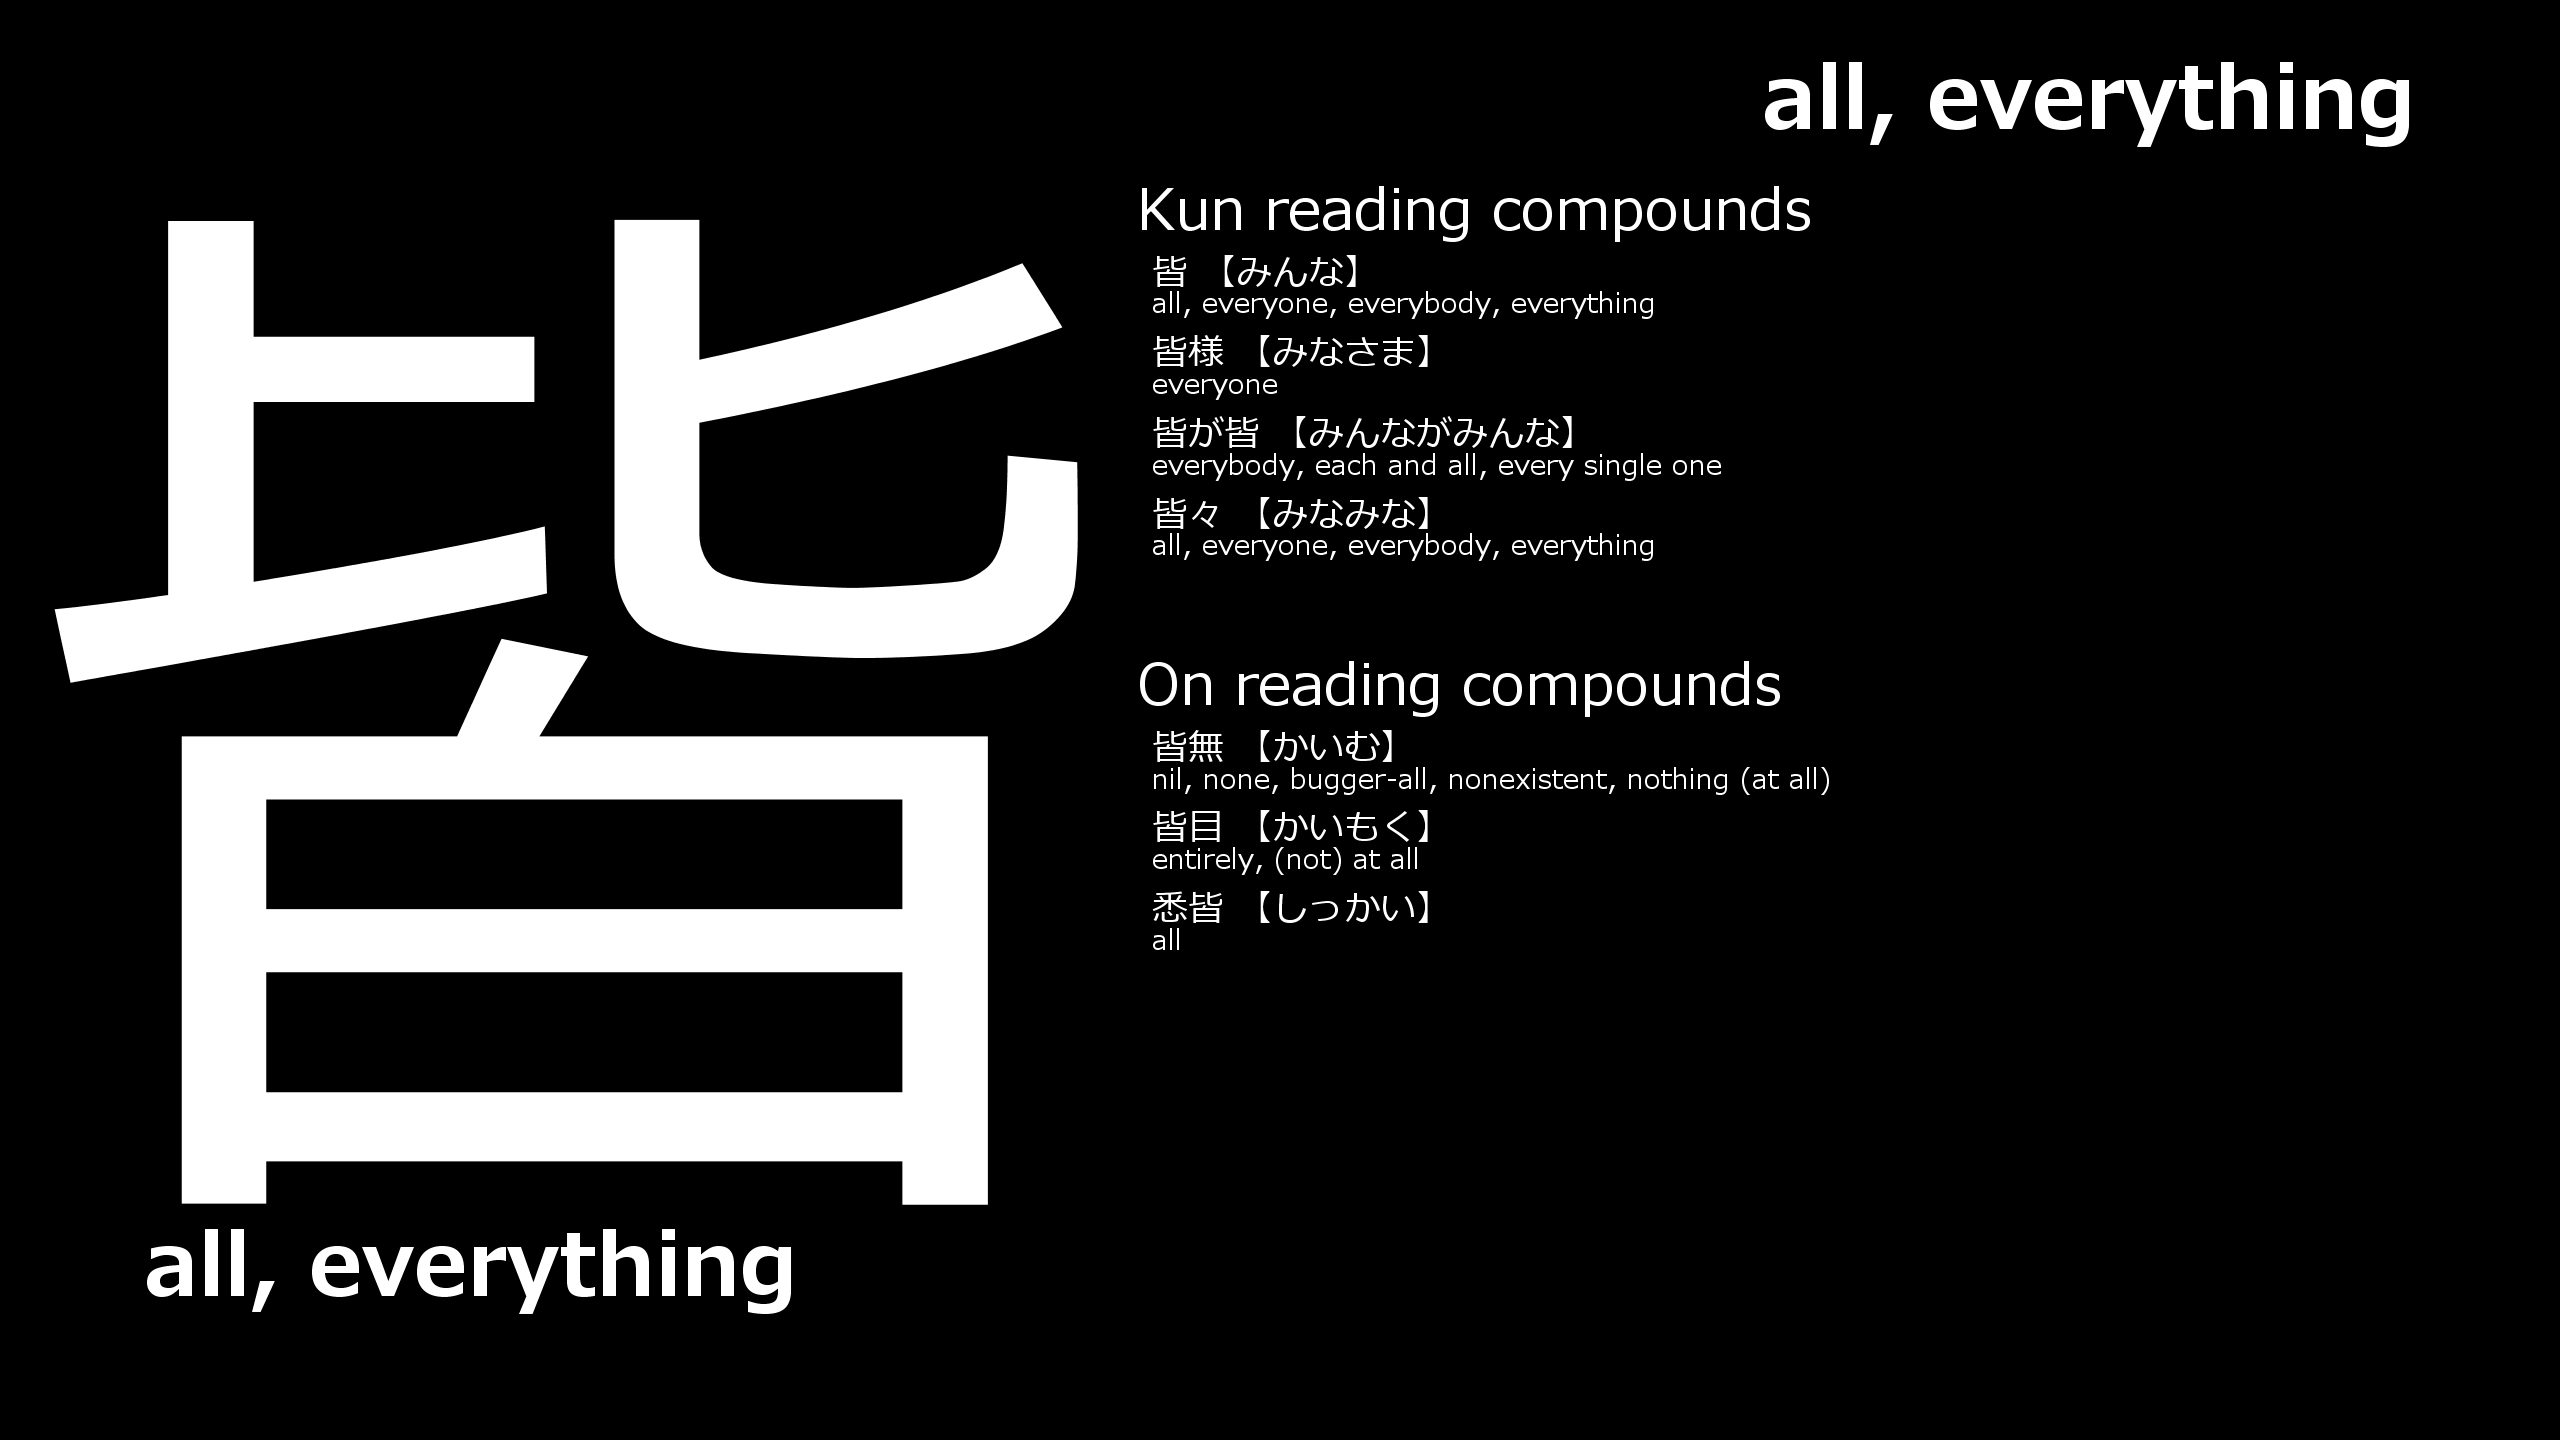 all, everything
皆
all, everything
Kun reading compounds
皆 【みんな】
all, everyone, everybody, everything
皆様 【みなさま】
everyone
皆が皆 【みんながみんな】
everybody, each and all, every single one
皆々 【みなみな】
all, everyone, everybody, everything
On reading compounds
皆無 【かいむ】
nil, none, bugger-all, nonexistent, nothing (at all)
皆目 【かいもく】
entirely, (not) at all
悉皆 【しっかい】
all